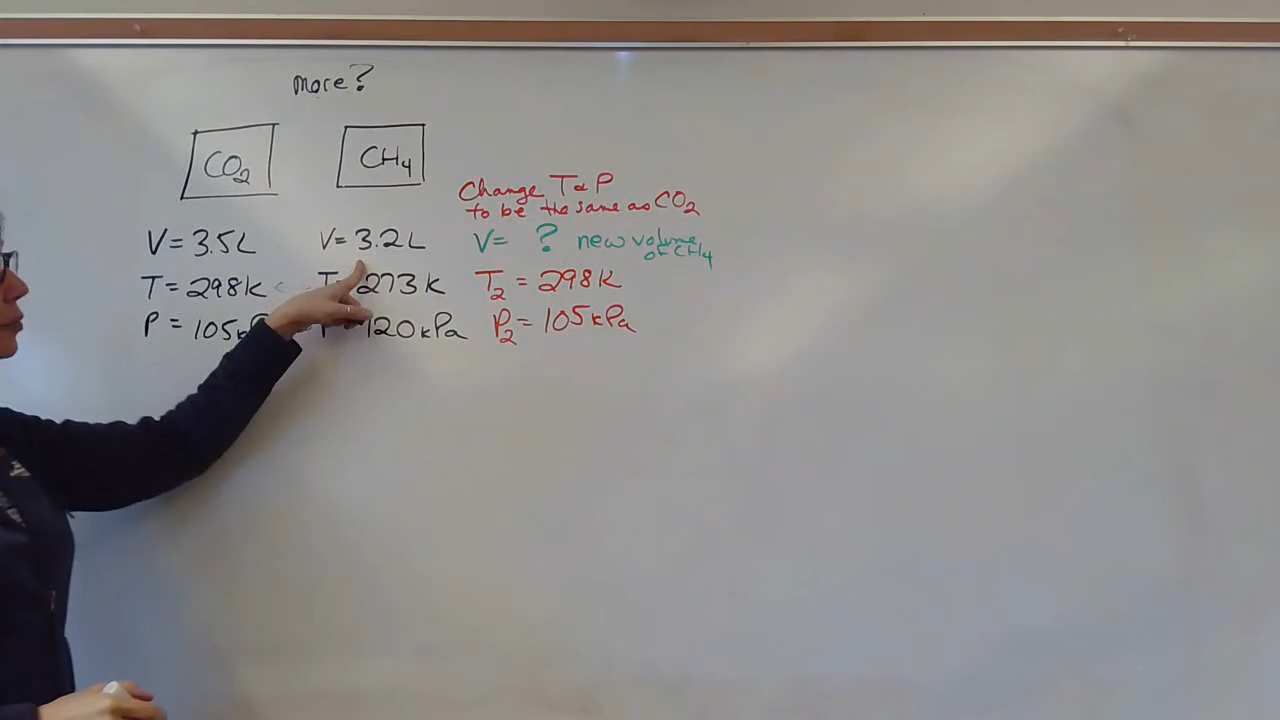 more?
CO2
CH4
Change T & P
to be the same as CO2
V = 3.5L
V = 3.2L
V = ? new volume
of CH4
T = 298K
273K
T2 = 298K
P = 105k
120kPa
P2 = 105kPa